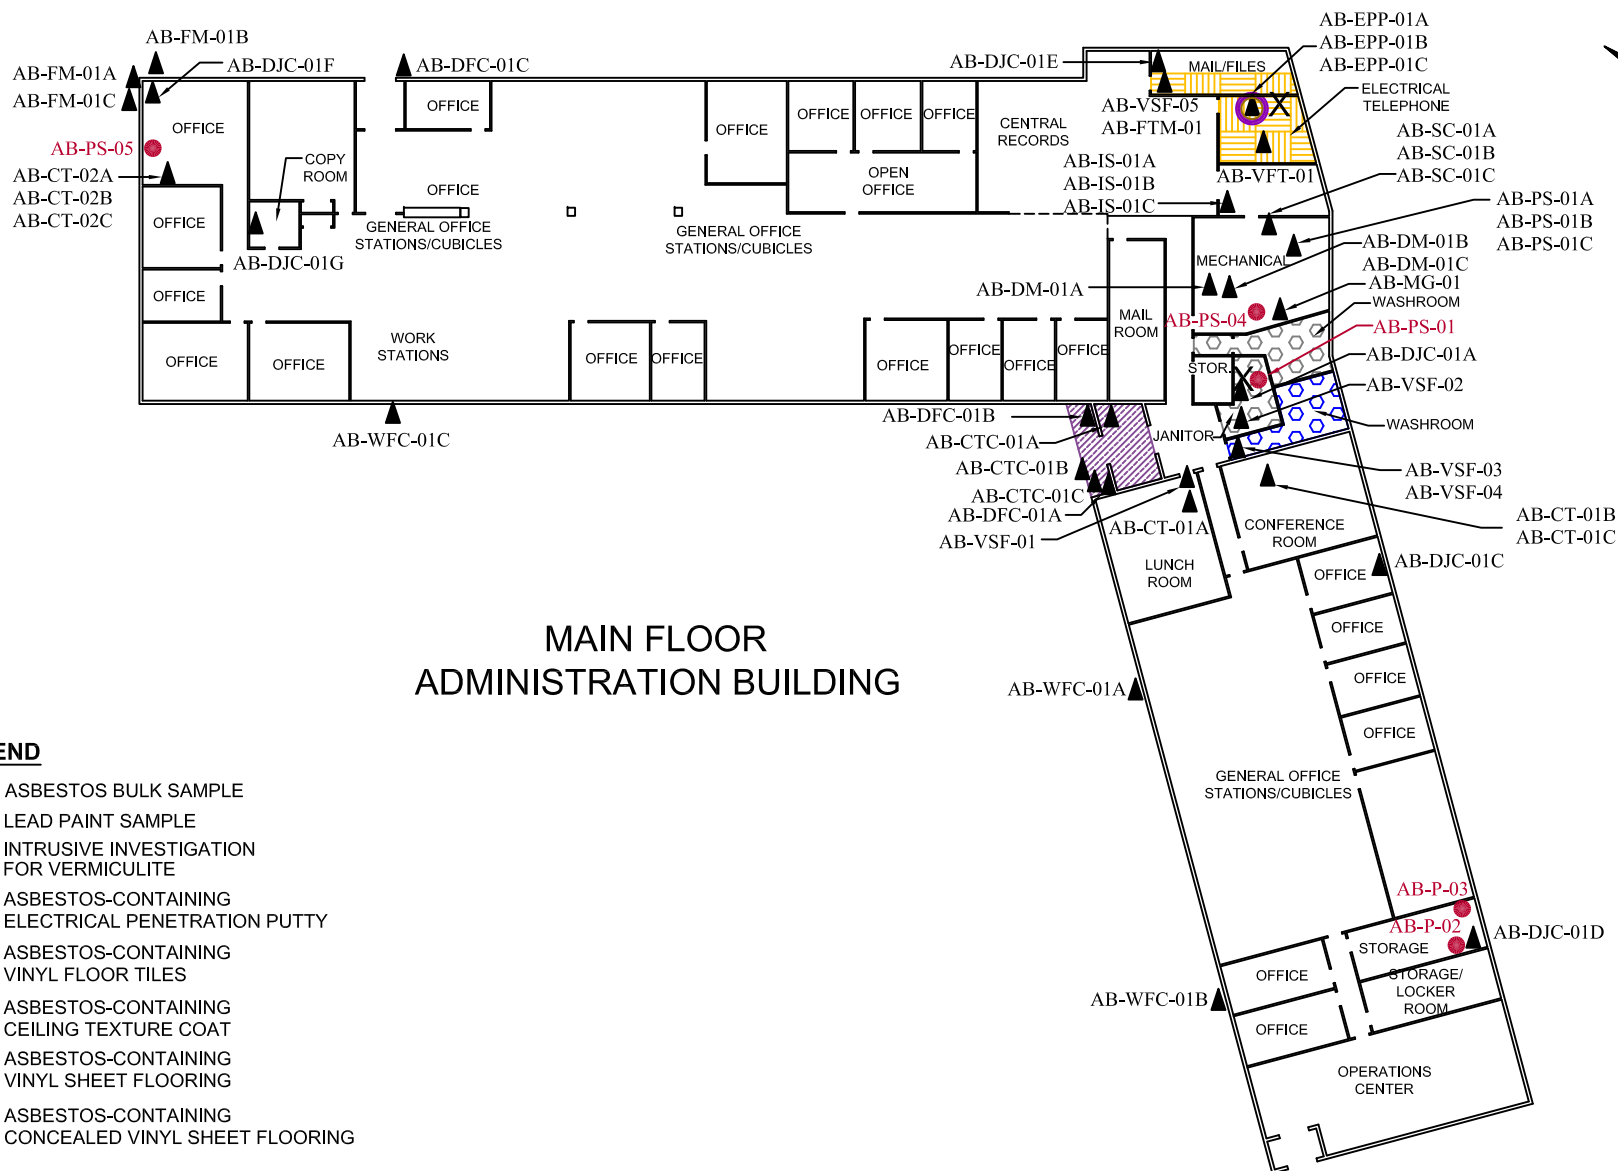 AB-FM-01B
AB-FM-01A
AB-FM-01C
AB-DJC-01F
AB-DFC-01C
AB-DJC-01E
MAIL/FILES
AB-EPP-01A
AB-EPP-01B
AB-EPP-01C
ELECTRICAL
TELEPHONE
AB-VSF-05
AB-FTM-01
AB-SC-01A
AB-SC-01B
AB-SC-01C
OFFICE
OFFICE
OFFICE
OFFICE
OFFICE
OFFICE
CENTRAL
RECORDS
AB-PS-05
COPY
ROOM
AB-CT-02A
AB-CT-02B
AB-CT-02C
OFFICE
OPEN
OFFICE
AB-IS-01A
AB-IS-01B
AB-IS-01C
AB-VFT-01
AB-PS-01A
AB-PS-01B
AB-PS-01C
OFFICE
GENERAL OFFICE
STATIONS/CUBICLES
GENERAL OFFICE
STATIONS/CUBICLES
AB-DJC-01G
MECHANICAL
AB-DM-01B
AB-DM-01C
AB-DM-01A
AB-MG-01
WASHROOM
OFFICE
MAIL
ROOM
AB-PS-04
AB-PS-01
WORK
STATIONS
OFFICE
OFFICE
OFFICE
OFFICE
OFFICE
OFFICE
OFFICE
OFFICE
STOR.
AB-DJC-01A
AB-VSF-02
AB-WFC-01C
AB-DFC-01B
AB-CTC-01A
AB-CTC-01B
AB-CTC-01C
AB-DFC-01A
AB-VSF-01
JANITOR
WASHROOM
AB-VSF-03
AB-VSF-04
AB-CT-01A
AB-CT-01B
AB-CT-01C
CONFERENCE
ROOM
LUNCH
ROOM
OFFICE
AB-DJC-01C
OFFICE
OFFICE
OFFICE
MAIN FLOOR
ADMINISTRATION BUILDING
AB-WFC-01A
GENERAL OFFICE
STATIONS/CUBICLES
AB-P-03
AB-P-02
AB-DJC-01D
STORAGE
STORAGE/
LOCKER
ROOM
OFFICE
AB-WFC-01B
OFFICE
OPERATIONS
CENTER
END
ASBESTOS BULK SAMPLE
LEAD PAINT SAMPLE
INTRUSIVE INVESTIGATION
FOR VERMICULITE
ASBESTOS-CONTAINING
ELECTRICAL PENETRATION PUTTY
ASBESTOS-CONTAINING
VINYL FLOOR TILES
ASBESTOS-CONTAINING
CEILING TEXTURE COAT
ASBESTOS-CONTAINING
VINYL SHEET FLOORING
ASBESTOS-CONTAINING
CONCEALED VINYL SHEET FLOORING